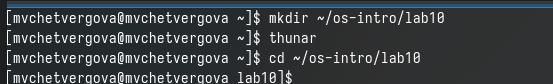 [mvchetvergova@mvchetvergova ~]$ mkdir ~/os-intro/lab10
[mvchetvergova@mvchetvergova ~]$ thunar
[mvchetvergova@mvchetvergova ~]$ cd ~/os-intro/lab10
[mvchetvergova@mvchetvergova lab10]$